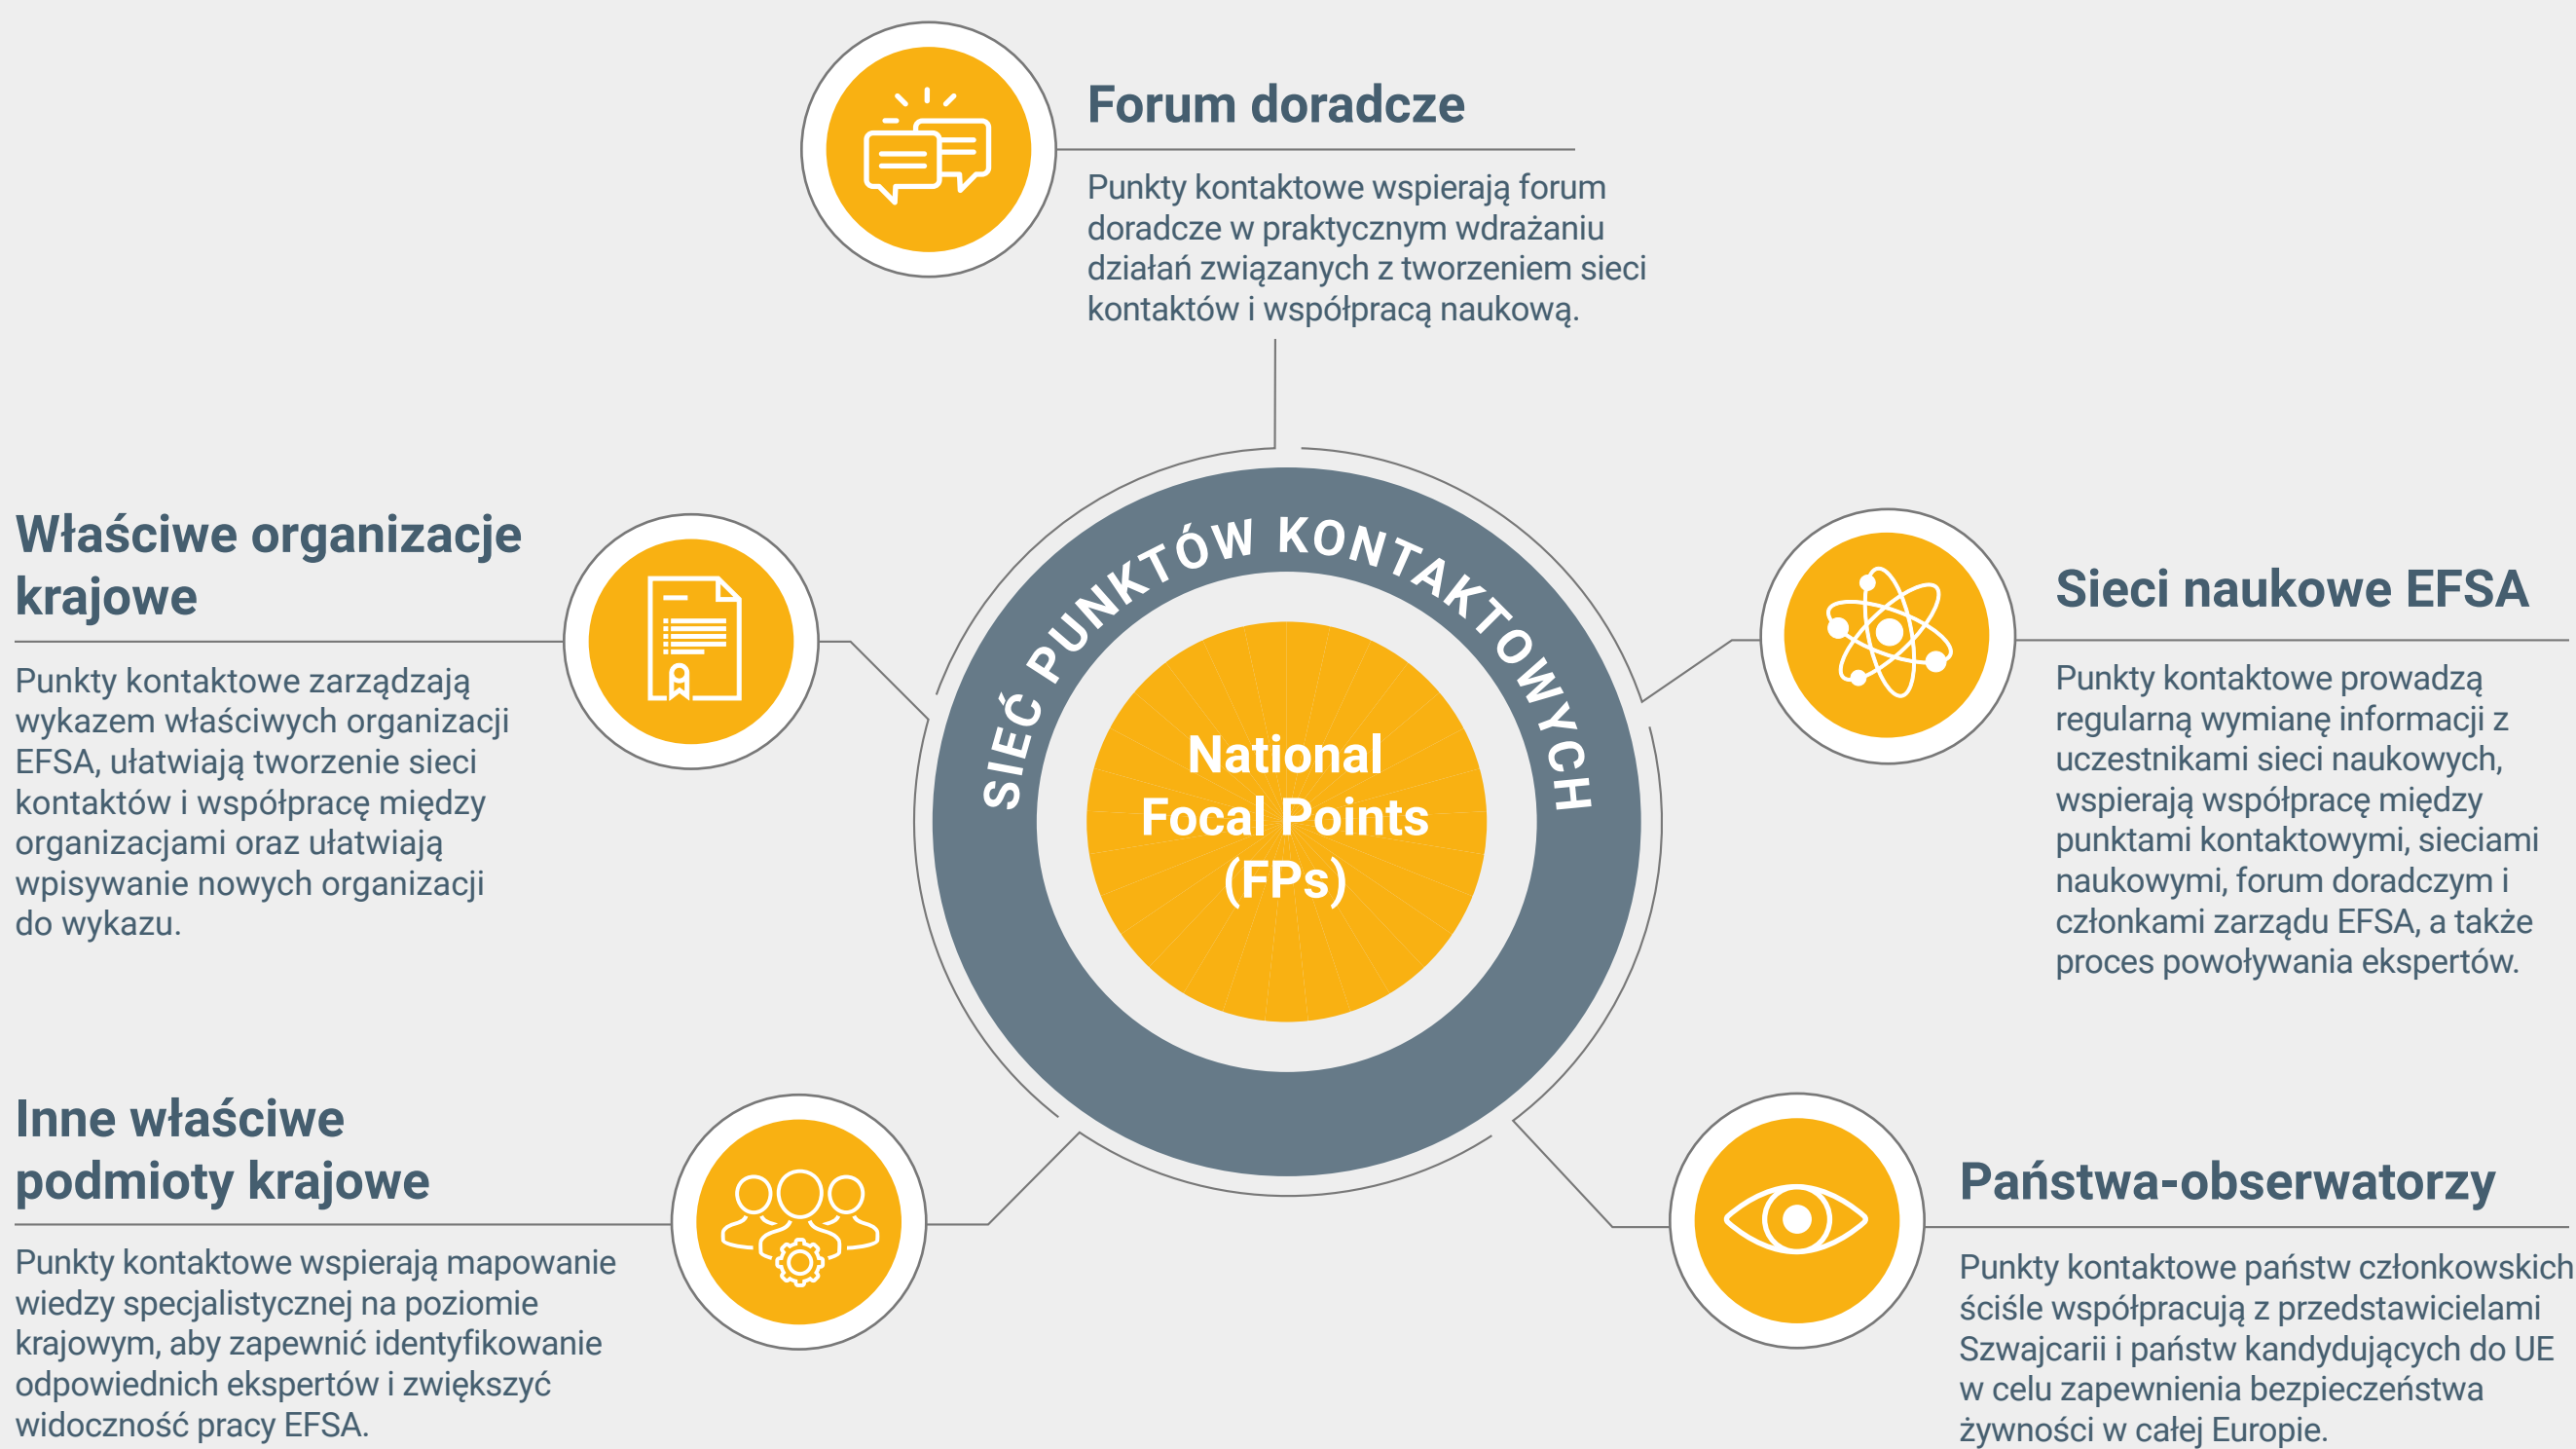 Forum doradcze
Punkty kontaktowe wspierają forum
doradcze w praktycznym wdrażaniu
działań związanych z tworzeniem sieci
kontaktów i współpracą naukową.
Właściwe organizacje
krajowe
Punkty kontaktowe zarządzają
wykazem właściwych organizacji
EFSA, ułatwiają tworzenie sieci
kontaktów i współpracę między
organizacjami oraz ułatwiają
wpisywanie nowych organizacji
do wykazu.
SIEĆ PUNKTÓW KONTAKTOWYCH
National
Focal Points
(FPs)
Sieci naukowe EFSA
Punkty kontaktowe prowadzą
regularną wymianę informacji z
uczestnikami sieci naukowych,
wspierają współpracę między
punktami kontaktowymi, sieciami
naukowymi, forum doradczym i
członkami zarządu EFSA, a także
proces powoływania ekspertów.
Inne właściwe
podmioty krajowe
Punkty kontaktowe wspierają mapowanie
wiedzy specjalistycznej na poziomie
krajowym, aby zapewnić identyfikowanie
odpowiednich ekspertów i zwiększyć
widoczność pracy EFSA.
Państwa-obserwatorzy
Punkty kontaktowe państw członkowskich
ściśle współpracują z przedstawicielami
Szwajcarii i państw kandydujących do UE
w celu zapewnienia bezpieczeństwa
żywności w całej Europie.